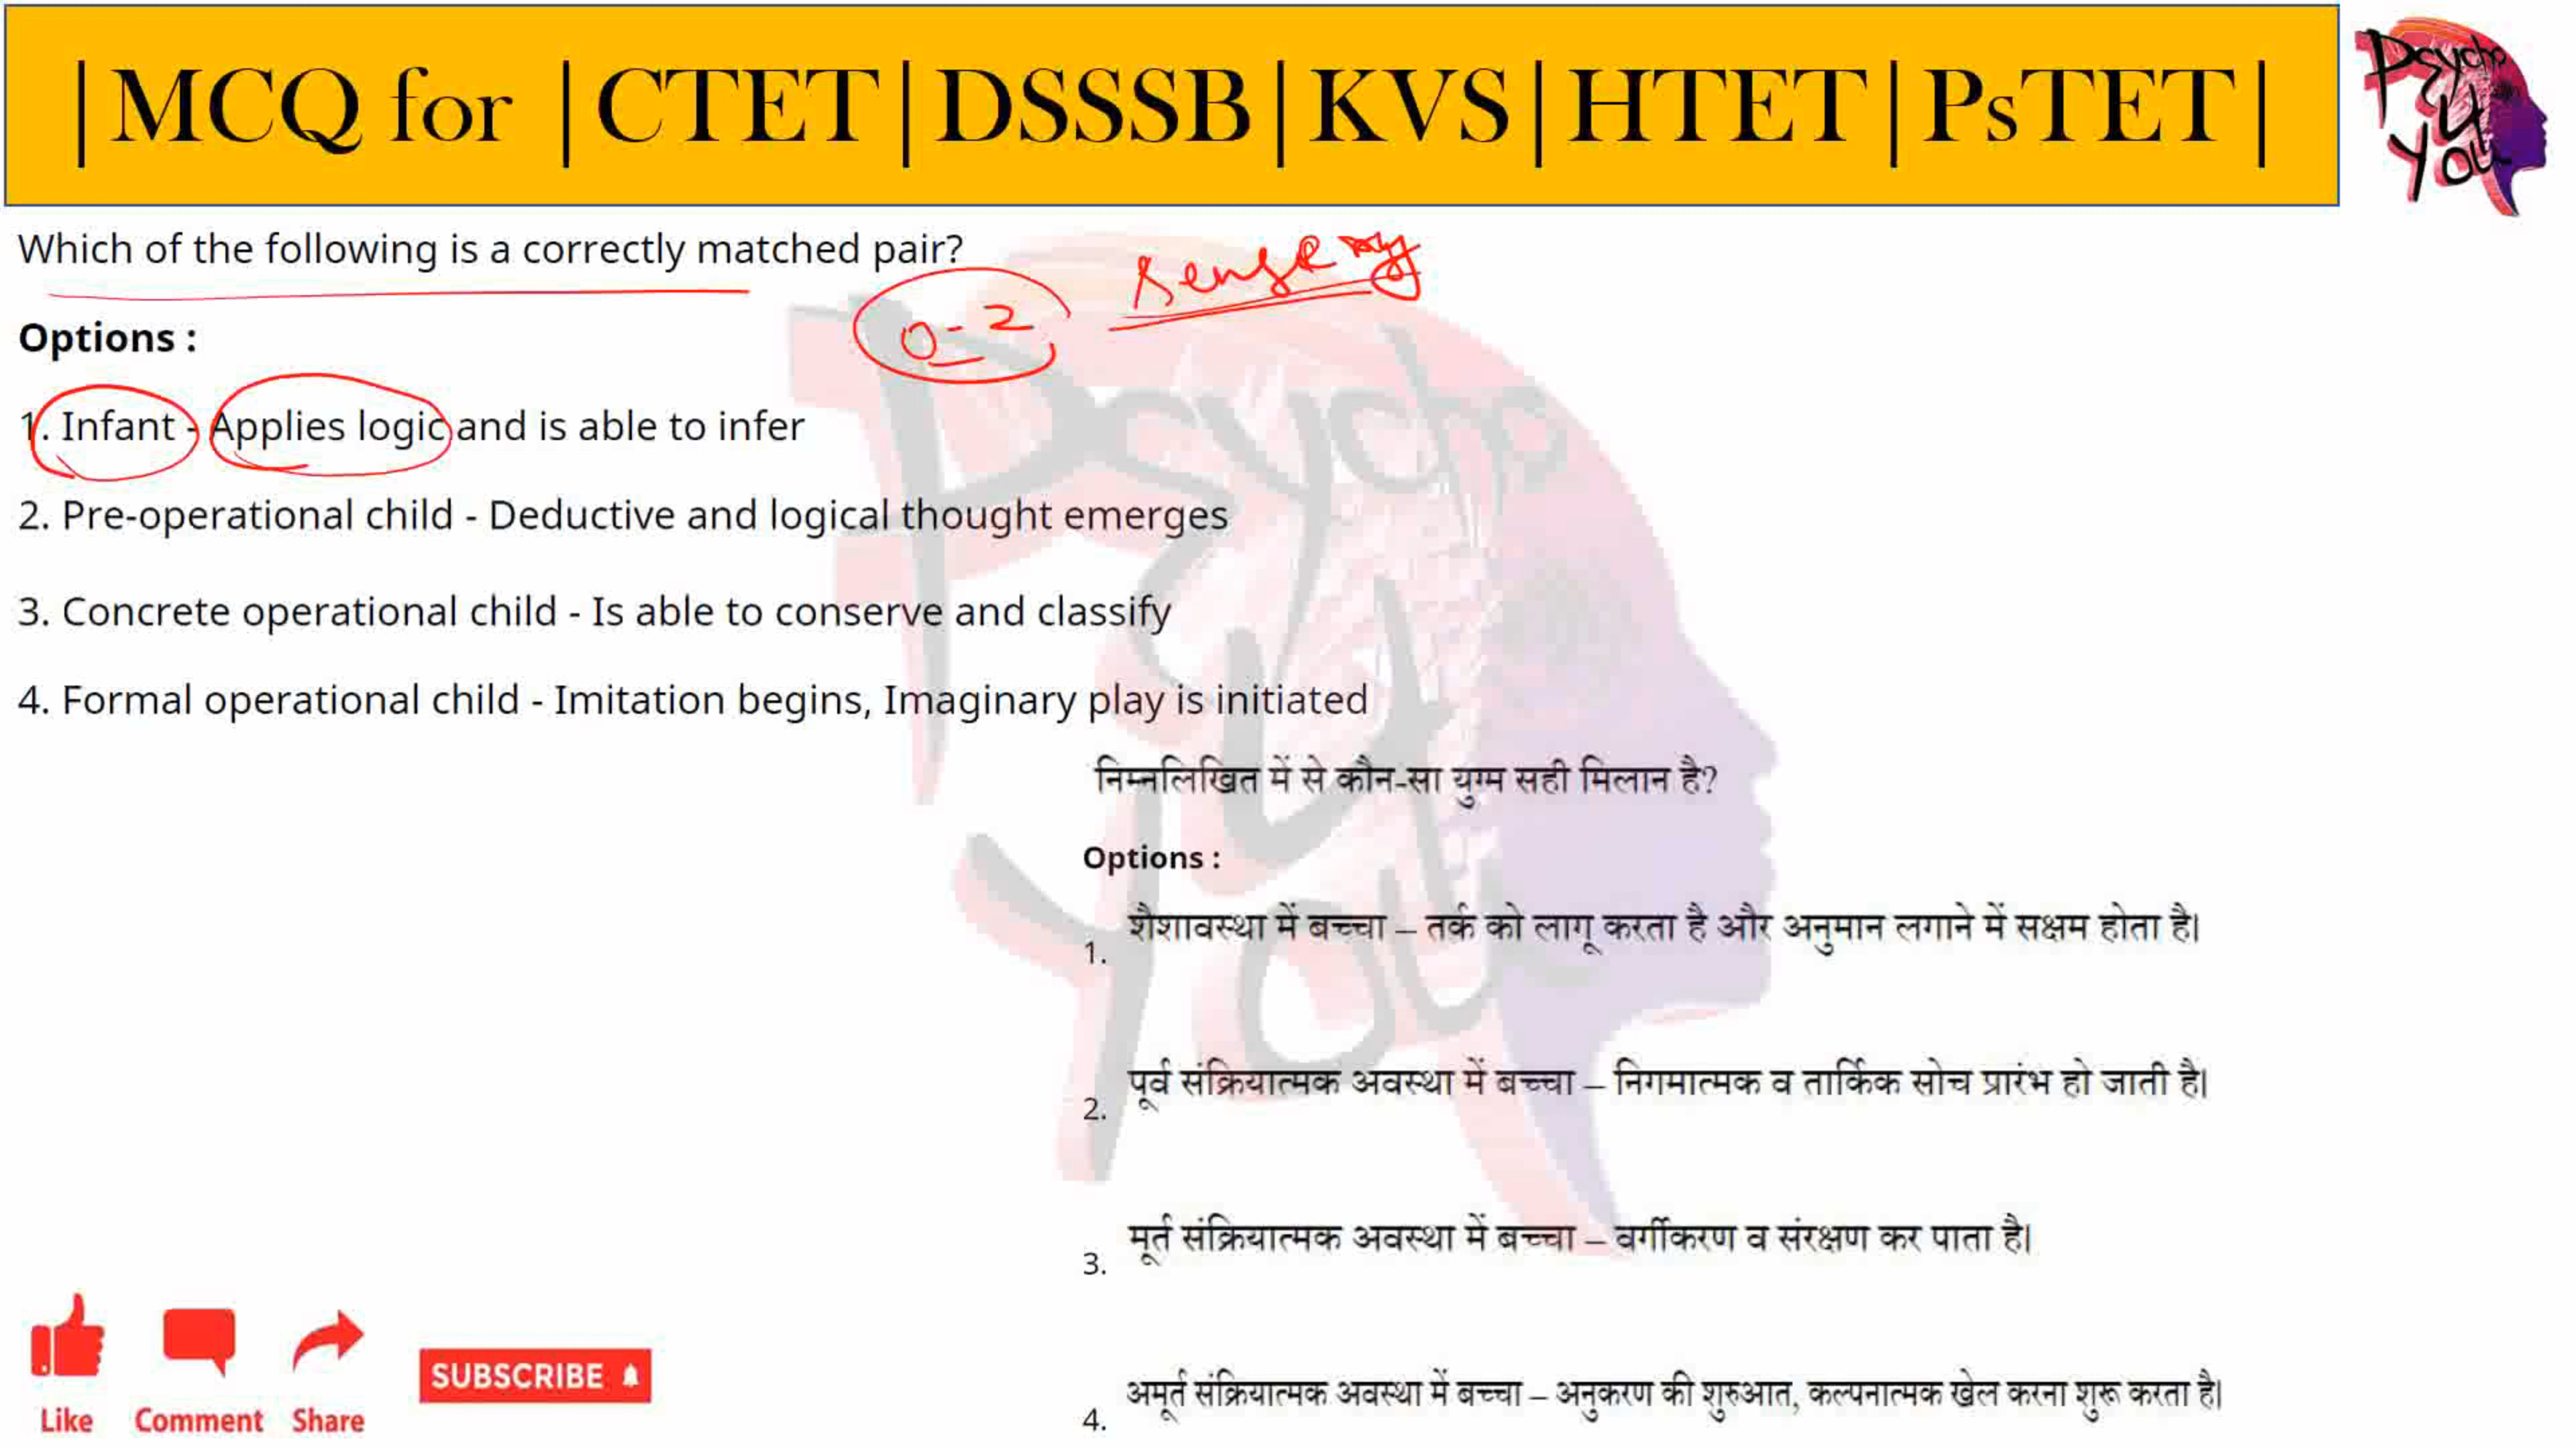 |MCQ for |CTET|DSSSB|KVS|HTET|PsTET|
Psycho
4
You
Which of the following is a correctly matched pair?
0-2
Options :
1. Infant - Applies logic and is able to infer
2. Pre-operational child - Deductive and logical thought emerges
3. Concrete operational child - Is able to conserve and classify
4. Formal operational child - Imitation begins, Imaginary play is initiated
निम्नलिखित में से कौन-सा युग्म सही मिलान है?
Options :
1. शैशावस्था में बच्चा – तर्क को लागू करता है और अनुमान लगाने में सक्षम होता है।
2. पूर्व संक्रियात्मक अवस्था में बच्चा – निगमात्मक व तार्किक सोच प्रारंभ हो जाती है।
3. मूर्त संक्रियात्मक अवस्था में बच्चा – वर्गीकरण व संरक्षण कर पाता है।
4. अमूर्त संक्रियात्मक अवस्था में बच्चा – अनुकरण की शुरुआत, कल्पनात्मक खेल करना शुरू करता है।
Like Comment Share SUBSCRIBE